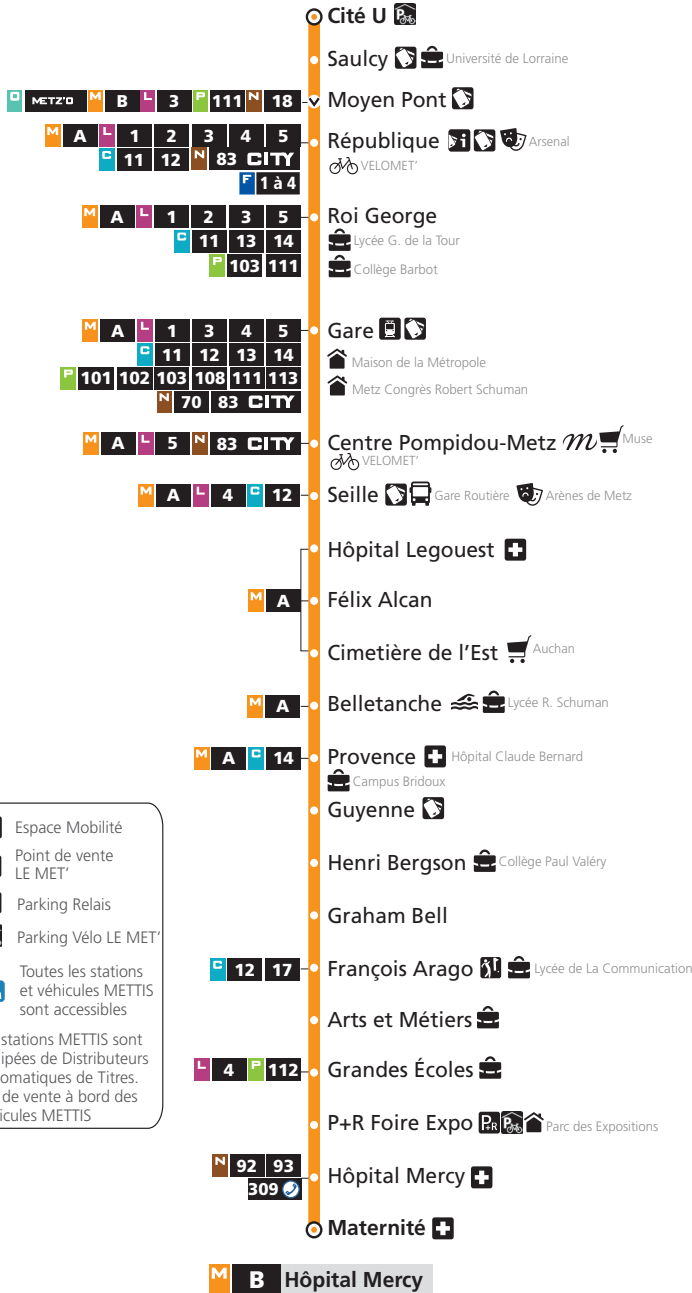 Cité U
Saulcy Université de Lorraine
O METZ'O M B L 3 P 111 N 18 Moyen Pont
M A L 1 2 3 4 5 République i Arsenal
C 11 12 N 83 CITY VELOMET'
F 1 à 4
M A L 1 2 3 5 Roi George
C 11 13 14 Lycée G. de la Tour
P 103 111 Collège Barbot
M A L 1 3 4 5 Gare
C 11 12 13 14 Maison de la Métropole
P 101 102 103 108 111 113 Metz Congrès Robert Schuman
N 70 83 CITY
M A L 5 N 83 CITY Centre Pompidou-Metz m Muse
VELOMET'
M A L 4 C 12 Seille Gare Routière Arènes de Metz
Hôpital Legouest
M A Félix Alcan
Cimetière de l'Est Auchan
M A Belletanche Lycée R. Schuman
M A C 14 Provence Hôpital Claude Bernard
Campus Bridoux
Guyenne
Henri Bergson Collège Paul Valéry
Graham Bell
C 12 17 François Arago Lycée de La Communication
Arts et Métiers
L 4 P 112 Grandes Écoles
P+R Foire Expo P+R P Parc des Expositions
N 92 93 Hôpital Mercy
309
Maternité
Espace Mobilité
Point de vente
LE MET'
Parking Relais
Parking Vélo LE MET'
Toutes les stations
et véhicules METTIS
sont accessibles
stations METTIS sont
ipées de Distributeurs
omatiques de Titres.
de vente à bord des
icules METTIS
M B Hôpital Mercy